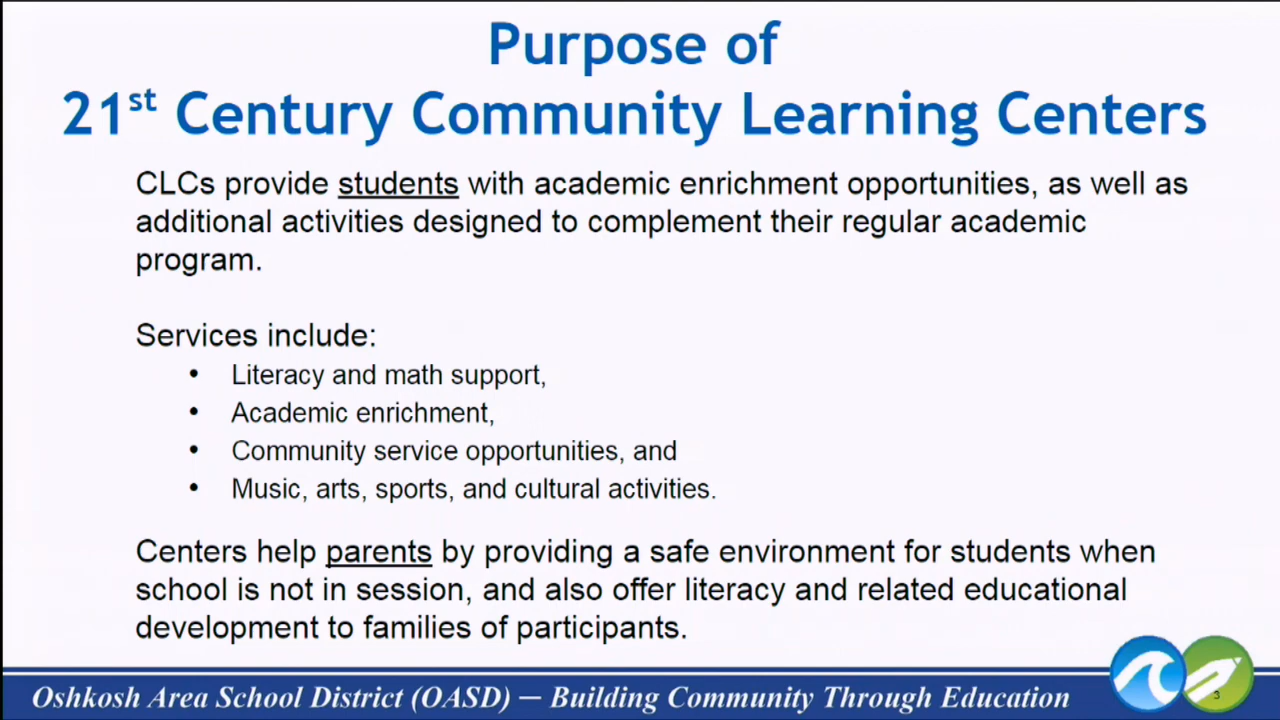 Purpose of
21st Century Community Learning Centers
CLCs provide students with academic enrichment opportunities, as well as
additional activities designed to complement their regular academic
program.
Services include:
• Literacy and math support,
• Academic enrichment,
• Community service opportunities, and
• Music, arts, sports, and cultural activities.
Centers help parents by providing a safe environment for students when
school is not in session, and also offer literacy and related educational
development to families of participants.
Oshkosh Area School District (OASD) — Building Community Through Education
3